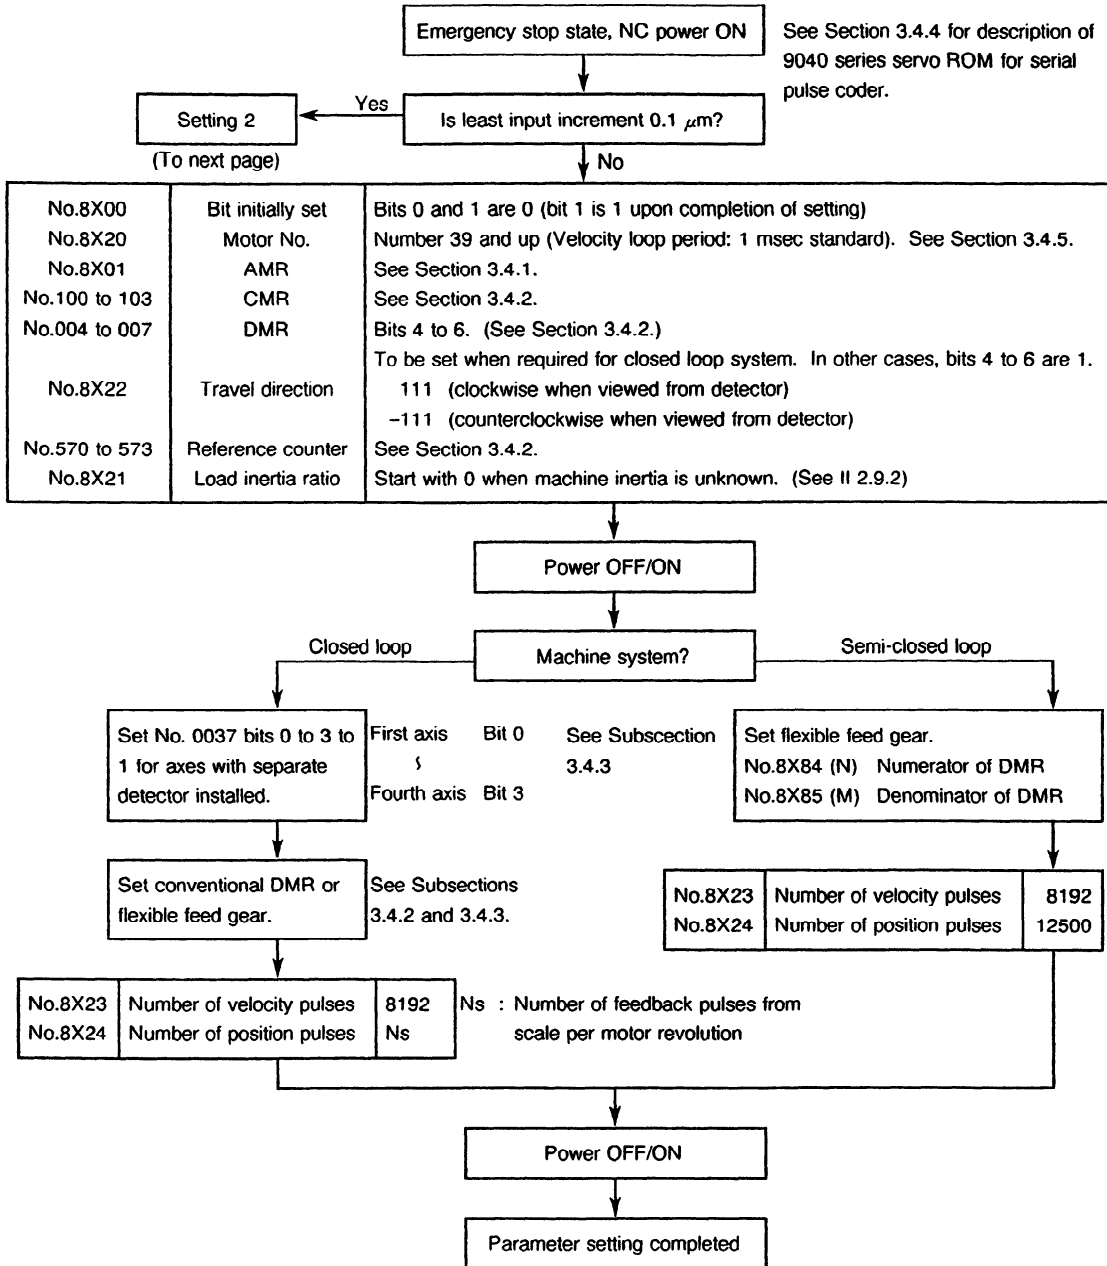 Emergency stop state, NC power ON
See Section 3.4.4 for description of
9040 series servo ROM for serial
pulse coder.
Yes
Setting 2
Is least input increment 0.1 μm?
(To next page)
No
No.8X00 Bit initially set Bits 0 and 1 are 0 (bit 1 is 1 upon completion of setting)
No.8X20 Motor No. Number 39 and up (Velocity loop period: 1 msec standard). See Section 3.4.5.
No.8X01 AMR See Section 3.4.1.
No.100 to 103 CMR See Section 3.4.2.
No.004 to 007 DMR Bits 4 to 6. (See Section 3.4.2.)
To be set when required for closed loop system. In other cases, bits 4 to 6 are 1.
No.8X22 Travel direction 111 (clockwise when viewed from detector)
-111 (counterclockwise when viewed from detector)
No.570 to 573 Reference counter See Section 3.4.2.
No.8X21 Load inertia ratio Start with 0 when machine inertia is unknown. (See II 2.9.2)
Power OFF/ON
Closed loop
Machine system?
Semi-closed loop
Set No. 0037 bits 0 to 3 to
1 for axes with separate
detector installed.
First axis Bit 0
Fourth axis Bit 3
See Subscection
3.4.3
Set flexible feed gear.
No.8X84 (N) Numerator of DMR
No.8X85 (M) Denominator of DMR
Set conventional DMR or
flexible feed gear.
See Subsections
3.4.2 and 3.4.3.
No.8X23 Number of velocity pulses 8192
No.8X24 Number of position pulses 12500
No.8X23 Number of velocity pulses 8192
No.8X24 Number of position pulses Ns
Ns : Number of feedback pulses from
scale per motor revolution
Power OFF/ON
Parameter setting completed